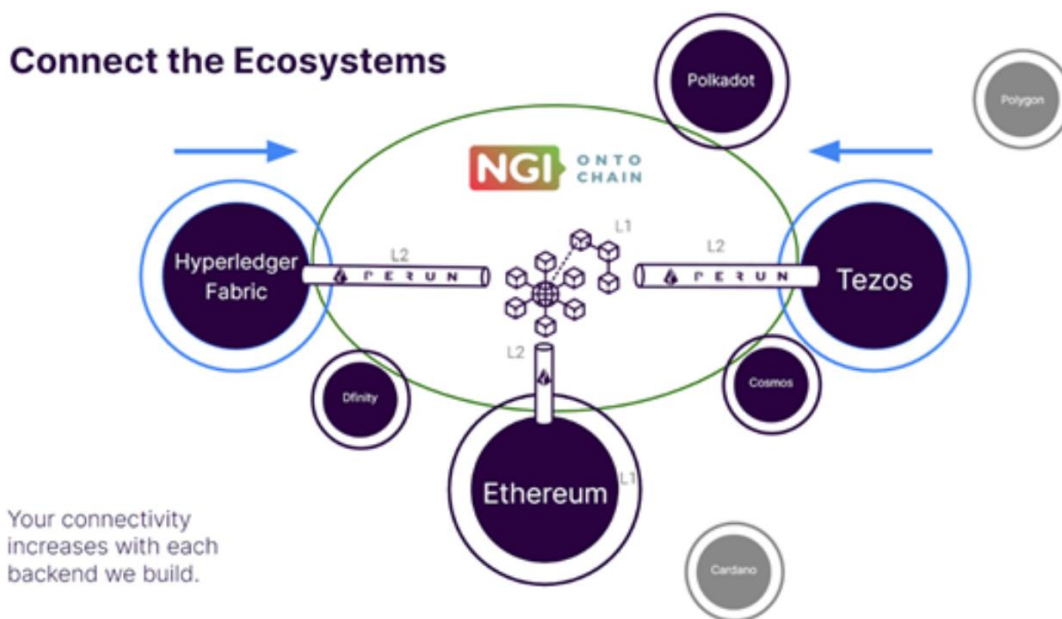 Connect the Ecosystems
Polkadot
Polygon
NGI ONTO
CHAIN
L1
Hyperledger
Fabric
L2
PERUN
L2
PERUN
Tezos
L2
Dfinity
Cosmos
Ethereum
L1
Your connectivity
increases with each
backend we build.
Cardano